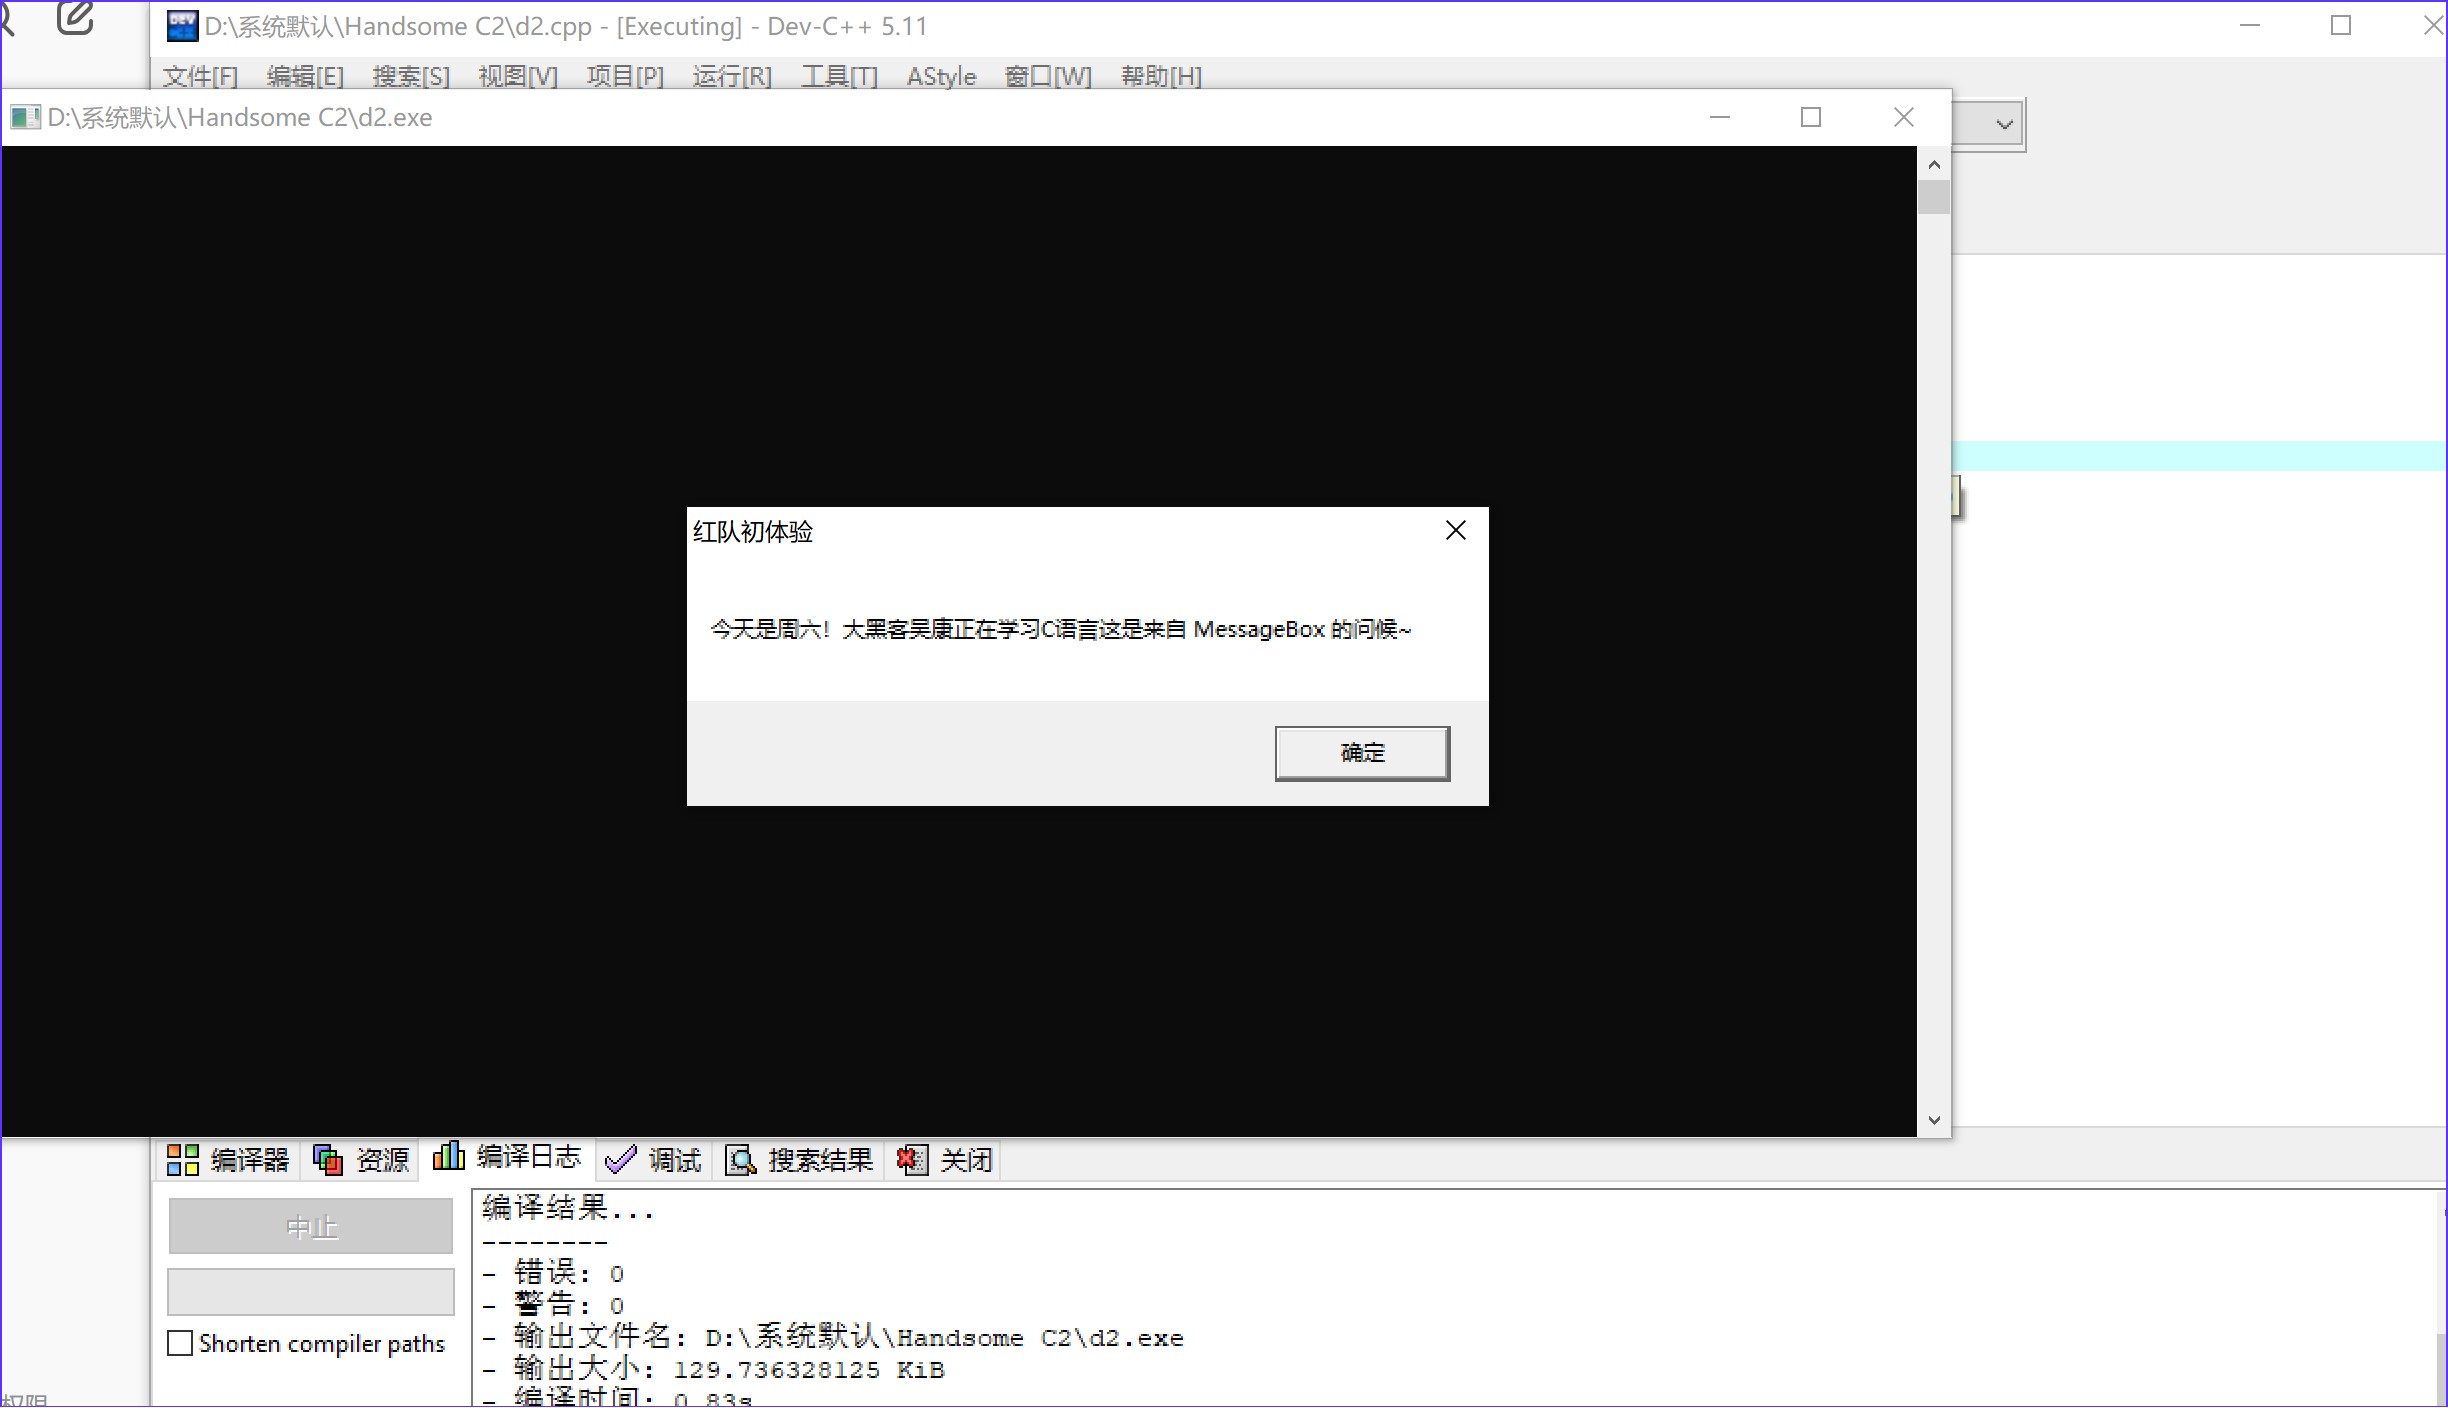 D:\系统默认\Handsome C2\d2.cpp - [Executing] - Dev-C++ 5.11
文件[F] 编辑[E] 搜索[S] 视图[V] 项目[P] 运行[R] 工具[T] AStyle 窗口[W] 帮助[H]
D:\系统默认\Handsome C2\d2.exe
红队初体验
今天是周六！大黑客吴康正在学习C语言这是来自 MessageBox 的问候~
确定
编译器 资源 编译日志 调试 搜索结果 关闭
中止
Shorten compiler paths
编译结果...
--------
- 错误: 0
- 警告: 0
- 输出文件名: D:\系统默认\Handsome C2\d2.exe
- 输出大小: 129.736328125 KiB
- 编译时间: 0.83s
权限